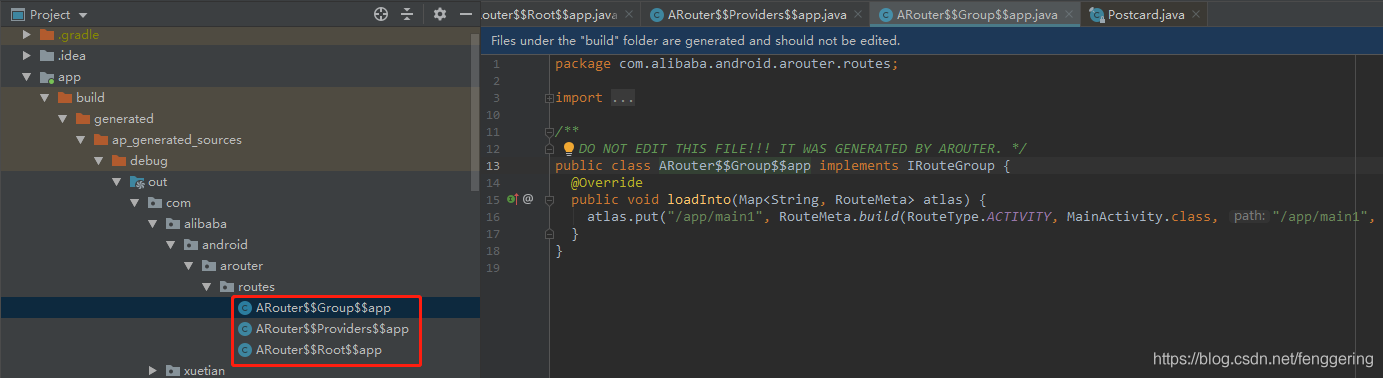 Project
.gradle
.idea
app
build
generated
ap_generated_sources
debug
out
com
alibaba
android
arouter
routes
ARouter$$Group$$app
ARouter$$Providers$$app
ARouter$$Root$$app
xuetian
outer$$Root$$app.java
ARouter$$Providers$$app.java
ARouter$$Group$$app.java
Postcard.java
Files under the "build" folder are generated and should not be edited.
1 package com.alibaba.android.arouter.routes;
2
3 import ...
10
11 /**
12 DO NOT EDIT THIS FILE!!! IT WAS GENERATED BY AROUTER. */
13 public class ARouter$$Group$$app implements IRouteGroup {
14 @Override
15 @ public void loadInto(Map<String, RouteMeta> atlas) {
16 atlas.put("/app/main1", RouteMeta.build(RouteType.ACTIVITY, MainActivity.class, path: "/app/main1",
17 }
18 }
19
https://blog.csdn.net/fenggering